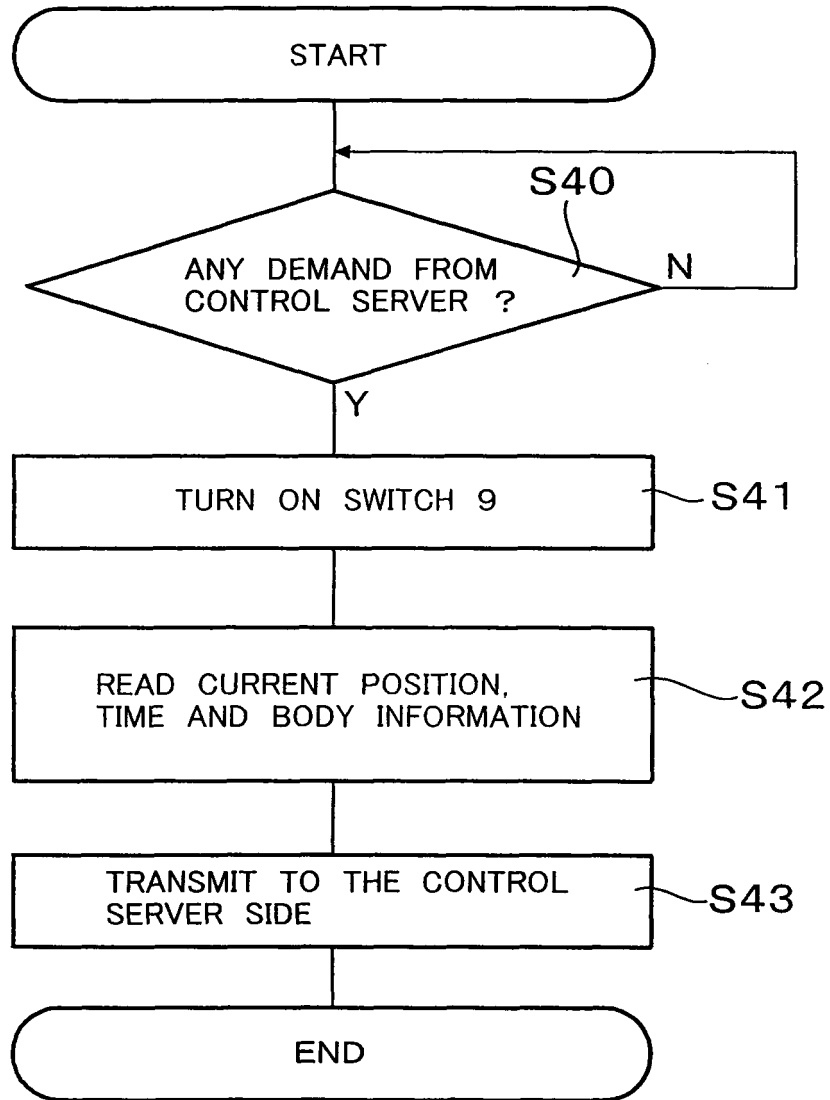 START
S40
ANY DEMAND FROM
CONTROL SERVER ?
N
Y
TURN ON SWITCH 9
S41
READ CURRENT POSITION,
TIME AND BODY INFORMATION
S42
TRANSMIT TO THE CONTROL
SERVER SIDE
S43
END